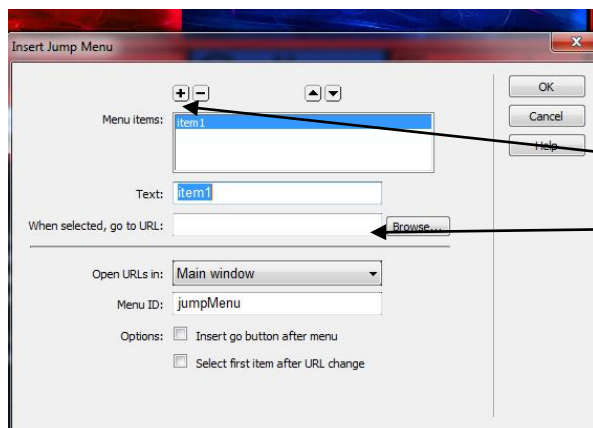 Insert Jump Menu
x
+ −
OK
Menu items:
item1
Cancel
Help
Text:
item1
When selected, go to URL:
Browse...
Open URLs in:
Main window
Menu ID:
jumpMenu
Options:
Insert go button after menu
Select first item after URL change